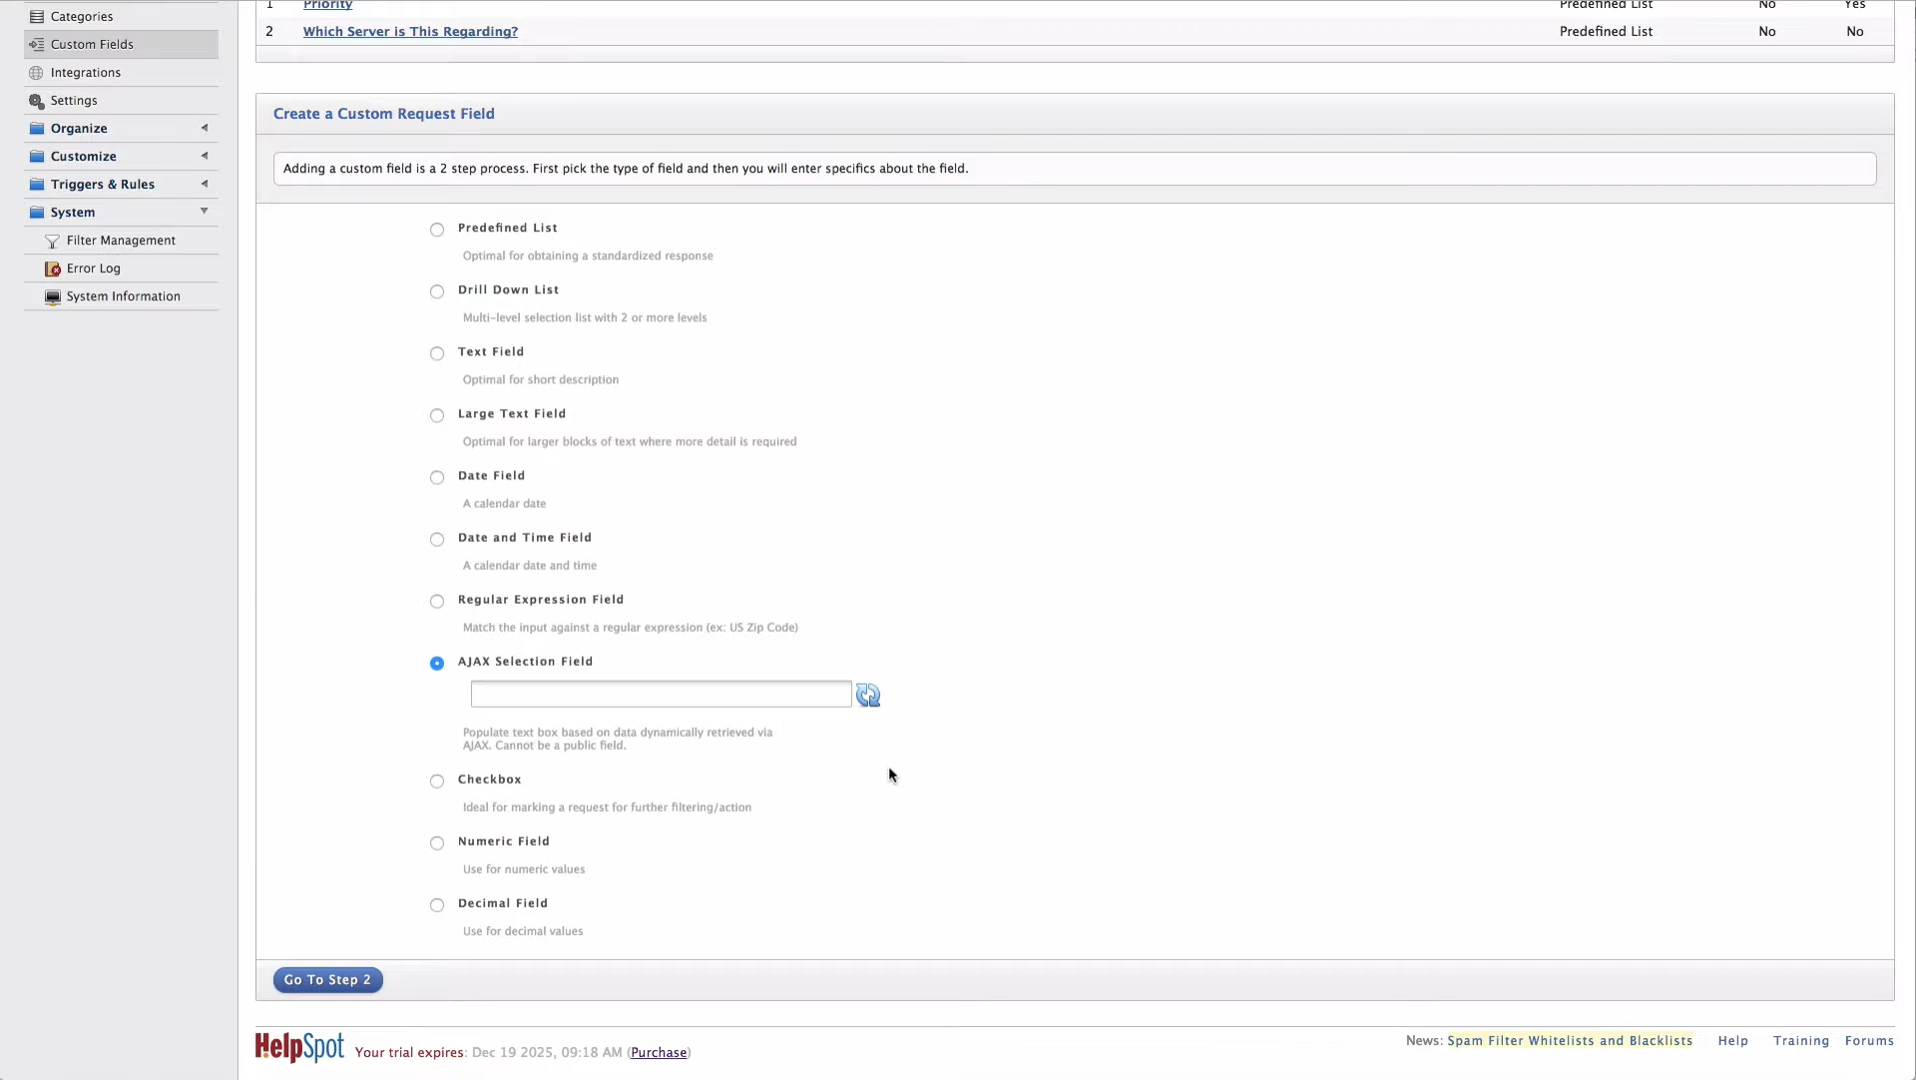 Categories
Custom Fields
Integrations
Settings
Organize
Customize
Triggers & Rules
System
Filter Management
Error Log
System Information
1 Priority Predefined List No Yes
2 Which Server is This Regarding? Predefined List No No
Create a Custom Request Field
Adding a custom field is a 2 step process. First pick the type of field and then you will enter specifics about the field.
Predefined List
Optimal for obtaining a standardized response
Drill Down List
Multi-level selection list with 2 or more levels
Text Field
Optimal for short description
Large Text Field
Optimal for larger blocks of text where more detail is required
Date Field
A calendar date
Date and Time Field
A calendar date and time
Regular Expression Field
Match the input against a regular expression (ex: US Zip Code)
AJAX Selection Field
Populate text box based on data dynamically retrieved via
AJAX. Cannot be a public field.
Checkbox
Ideal for marking a request for further filtering/action
Numeric Field
Use for numeric values
Decimal Field
Use for decimal values
Go To Step 2
HelpSpot Your trial expires: Dec 19 2025, 09:18 AM (Purchase)
News: Spam Filter Whitelists and Blacklists Help Training Forums